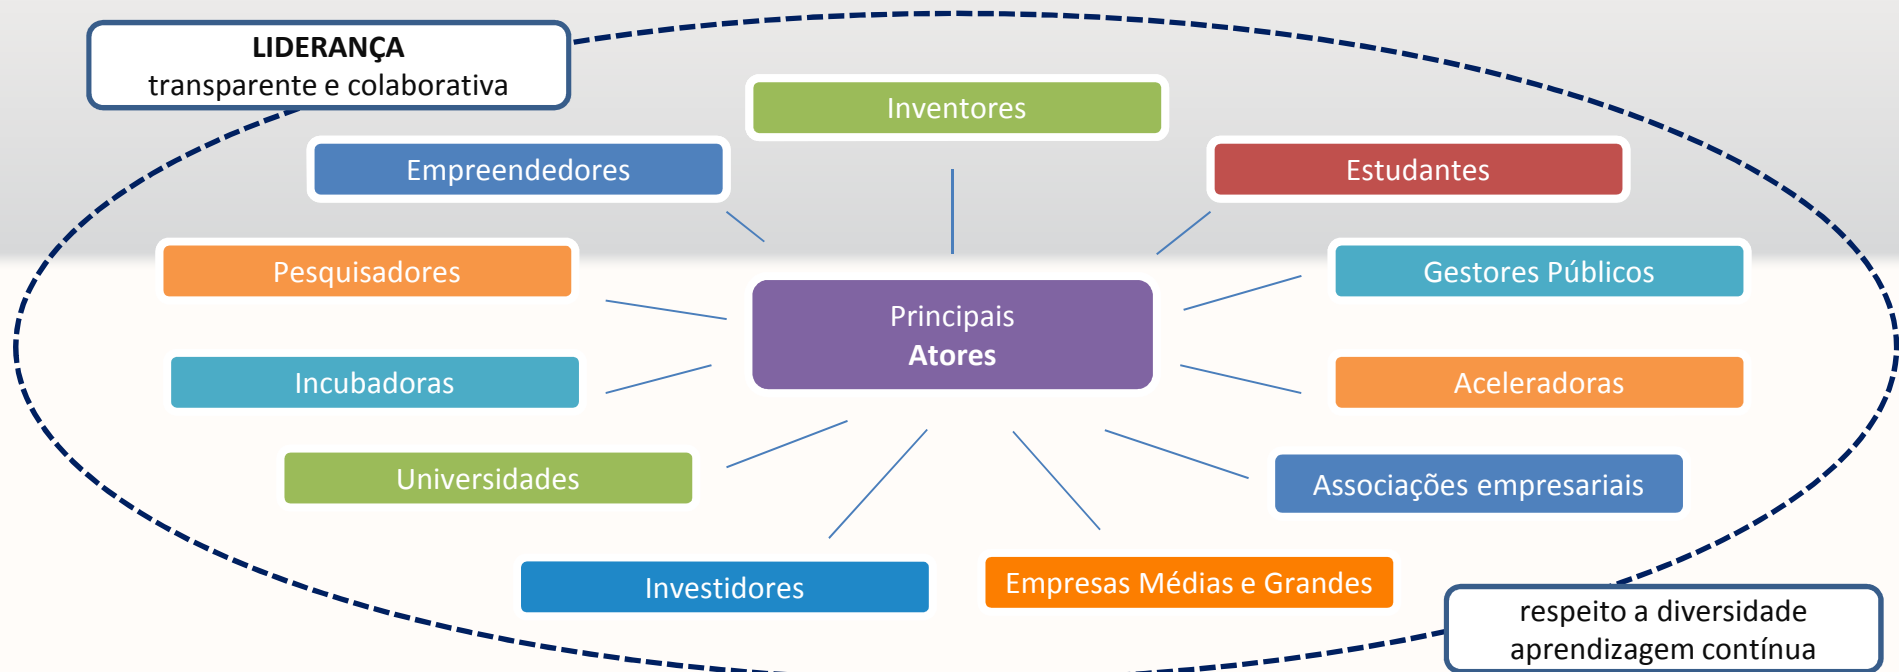 LIDERANÇA
transparente e colaborativa
Inventores
Empreendedores
Estudantes
Pesquisadores
Gestores Públicos
Principais
Atores
Incubadoras
Aceleradoras
Universidades
Associações empresariais
Investidores
Empresas Médias e Grandes
respeito a diversidade
aprendizagem contínua